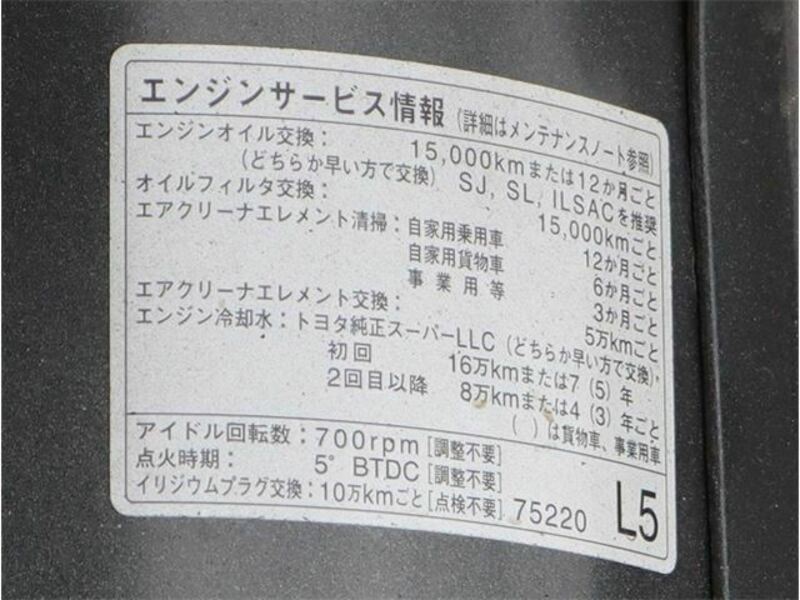 エンジンサービス情報 (詳細はメンテナンスノート参照)
エンジンオイル交換: 15,000kmまたは12か月ごと
(どちらか早い方で交換) SJ, SL, ILSACを推奨
オイルフィルタ交換: 15,000kmごと
エアクリーナエレメント清掃: 自家用乗用車 12か月ごと
自家用貨物車 6か月ごと
事業用等 3か月ごと
エアクリーナエレメント交換: 5万kmごと
エンジン冷却水: トヨタ純正スーパーLLC (どちらか早い方で交換)
初回 16万kmまたは7 (5) 年
2回目以降 8万kmまたは4 (3) 年ごと
( ) は貨物車、事業用車
アイドル回転数: 700rpm [調整不要]
点火時期: 5° BTDC [調整不要]
イリジウムプラグ交換: 10万kmごと [点検不要] 75220 L5